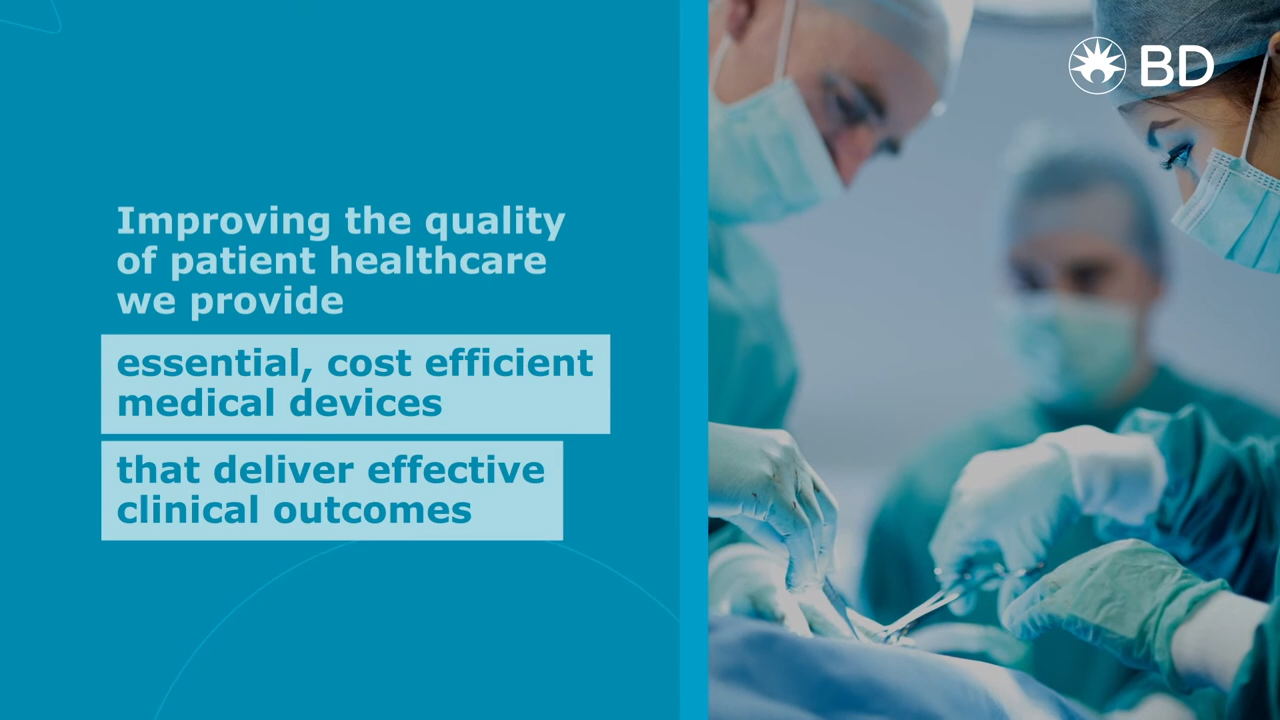 BD
Improving the quality
of patient healthcare
we provide
essential, cost efficient
medical devices
that deliver effective
clinical outcomes